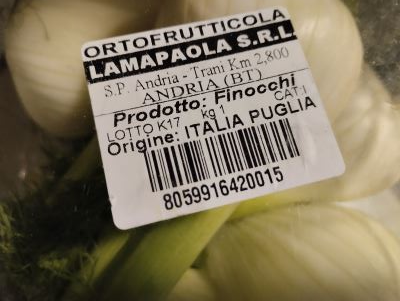 ORTOFRUTTICOLA
LAMAPAOLA S.R.L.
S.P. Andria - Trani Km 2,800
ANDRIA (BT)
Prodotto: Finocchi
LOTTO K17 kg 1 CAT:I
Origine: ITALIA PUGLIA
8059916420015